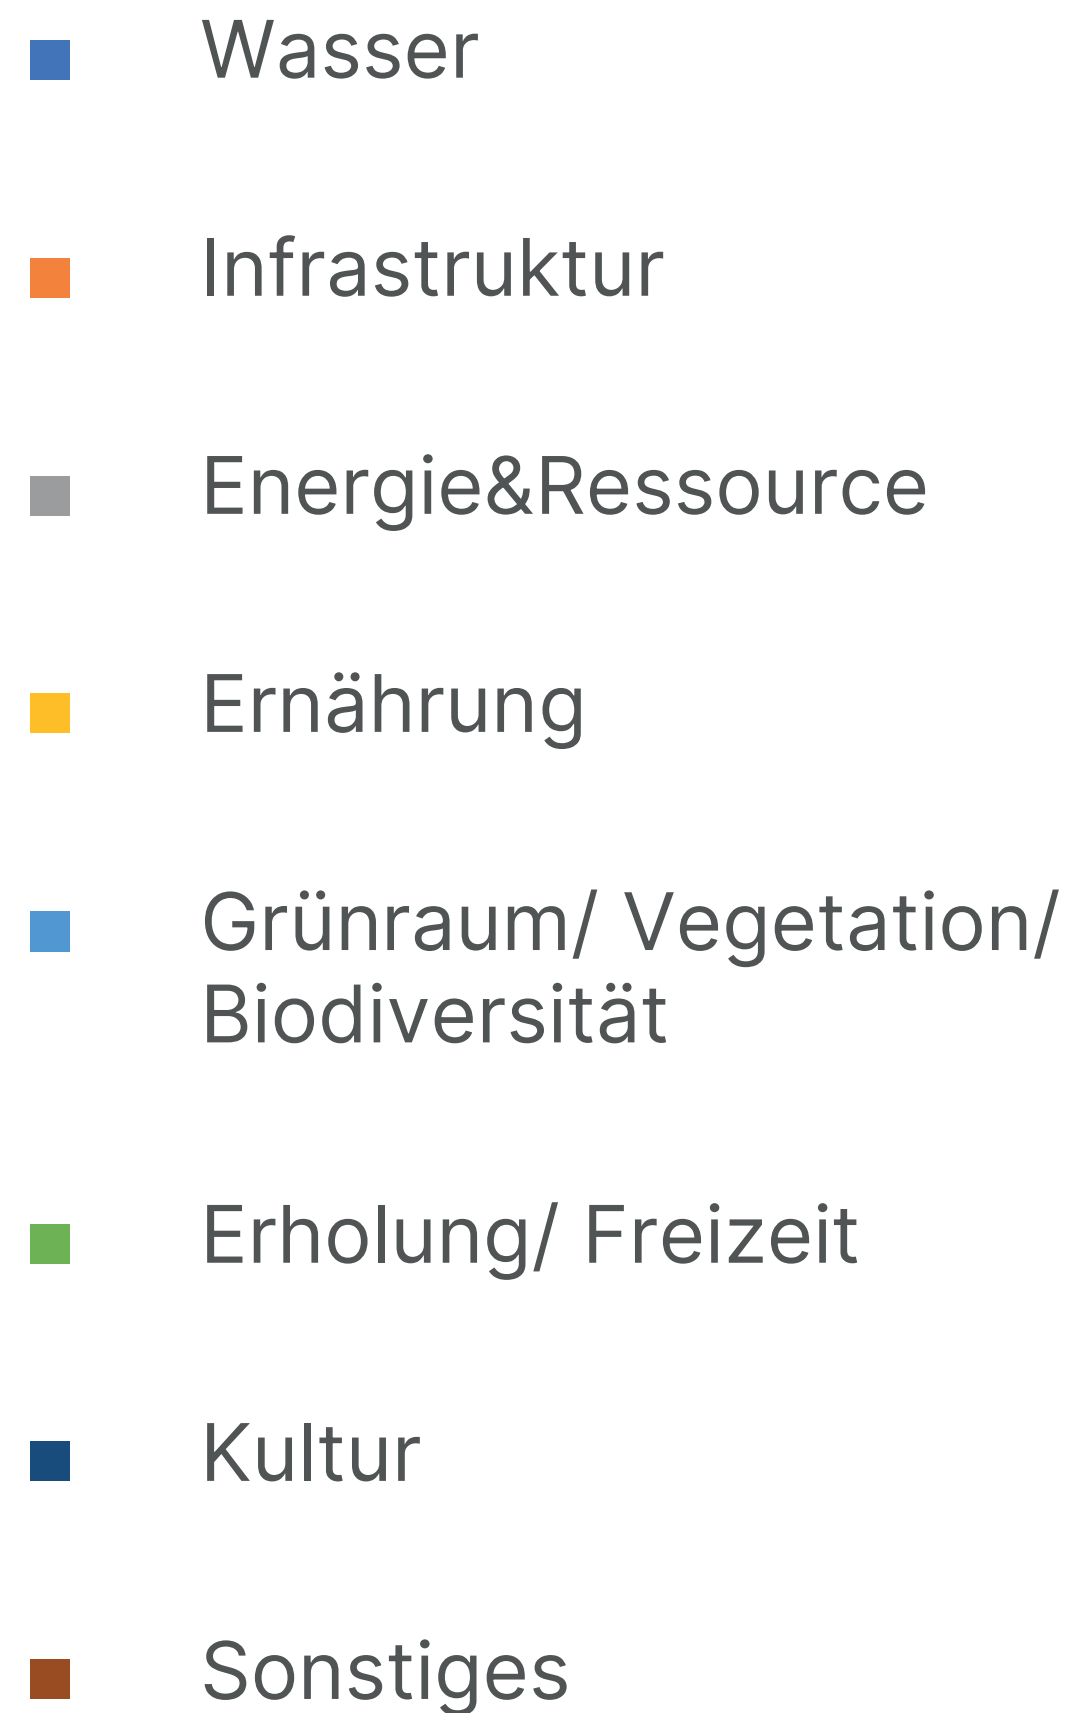 Wasser
Infrastruktur
Energie&Ressource
Ernährung
Grünraum/ Vegetation/
Biodiversität
Erholung/ Freizeit
Kultur
Sonstiges